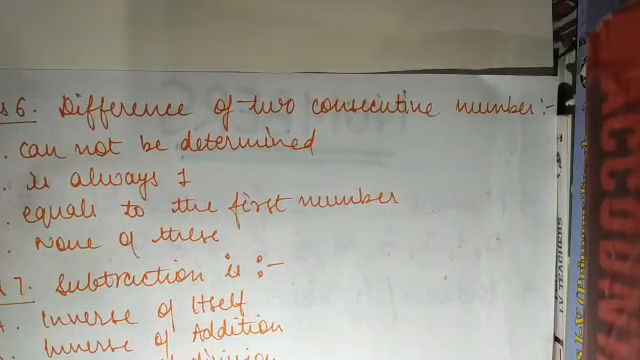 6. Difference of two consecutive number:-
can not be determined
is always 1
equals to the first number
None of these
7. Subtraction is :-
Inverse of Itself
Inverse of Addition
ACCOUN